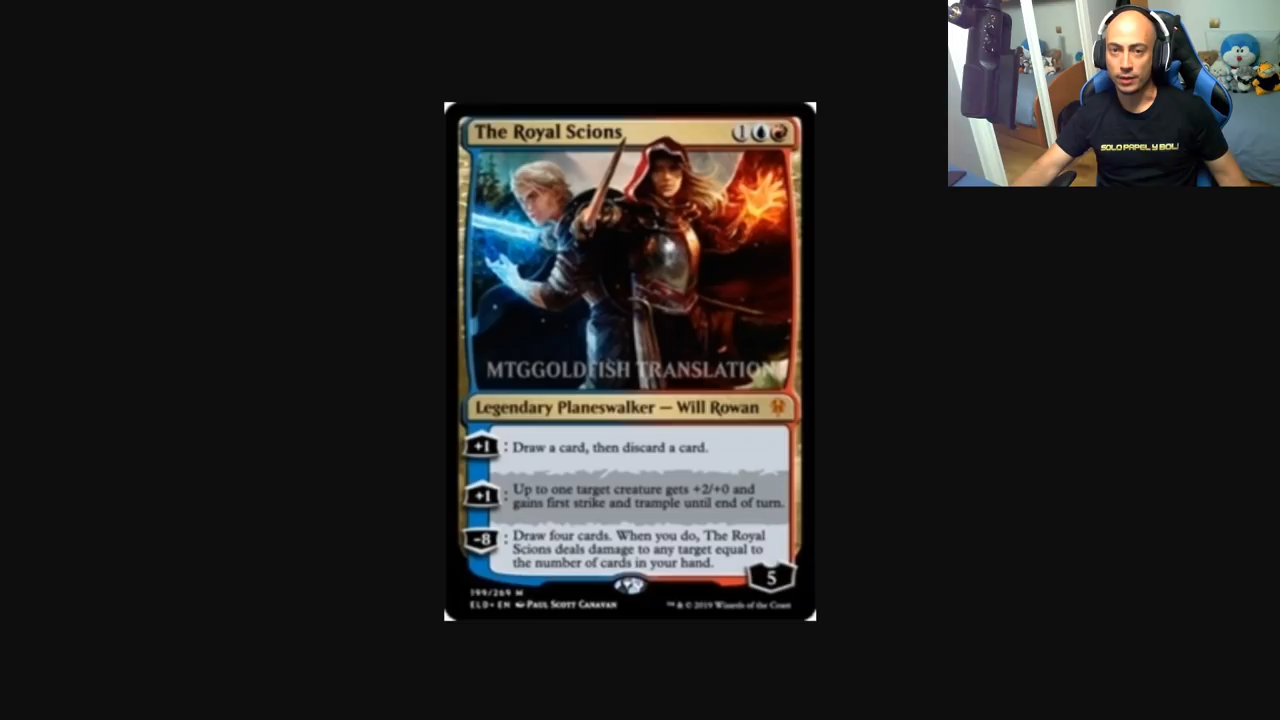 The Royal Scions
1
MTGGOLDFISH TRANSLATION
Legendary Planeswalker — Will Rowan
+1 : Draw a card, then discard a card.
+1 : Up to one target creature gets +2/+0 and
gains first strike and trample until end of turn.
-8 : Draw four cards. When you do, The Royal
Scions deals damage to any target equal to
the number of cards in your hand.
5
199/269 M
ELD • EN Paul Scott Canavan
™ & © 2019 Wizards of the Coast
SOLO PAPEL Y BOLI